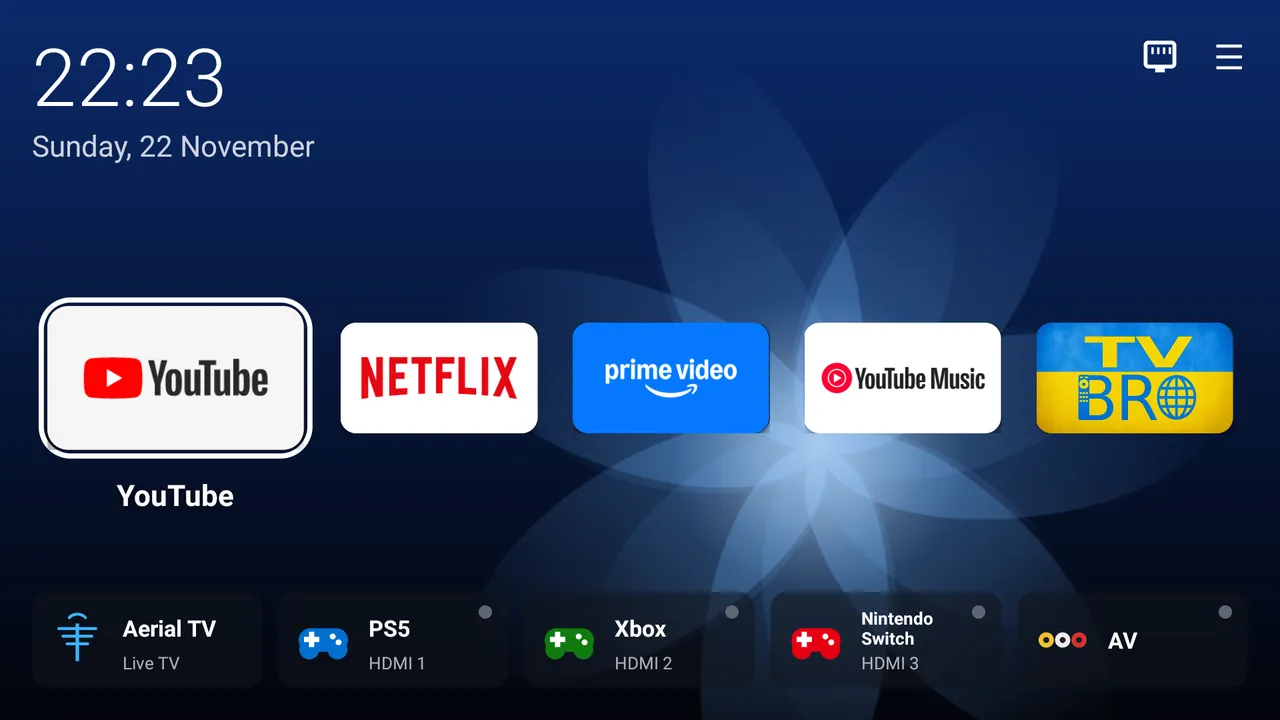 22:23
Sunday, 22 November
YouTube
NETFLIX
prime video
YouTube Music
TV
BRO
YouTube
Aerial TV
Live TV
PS5
HDMI 1
Xbox
HDMI 2
Nintendo
Switch
HDMI 3
AV